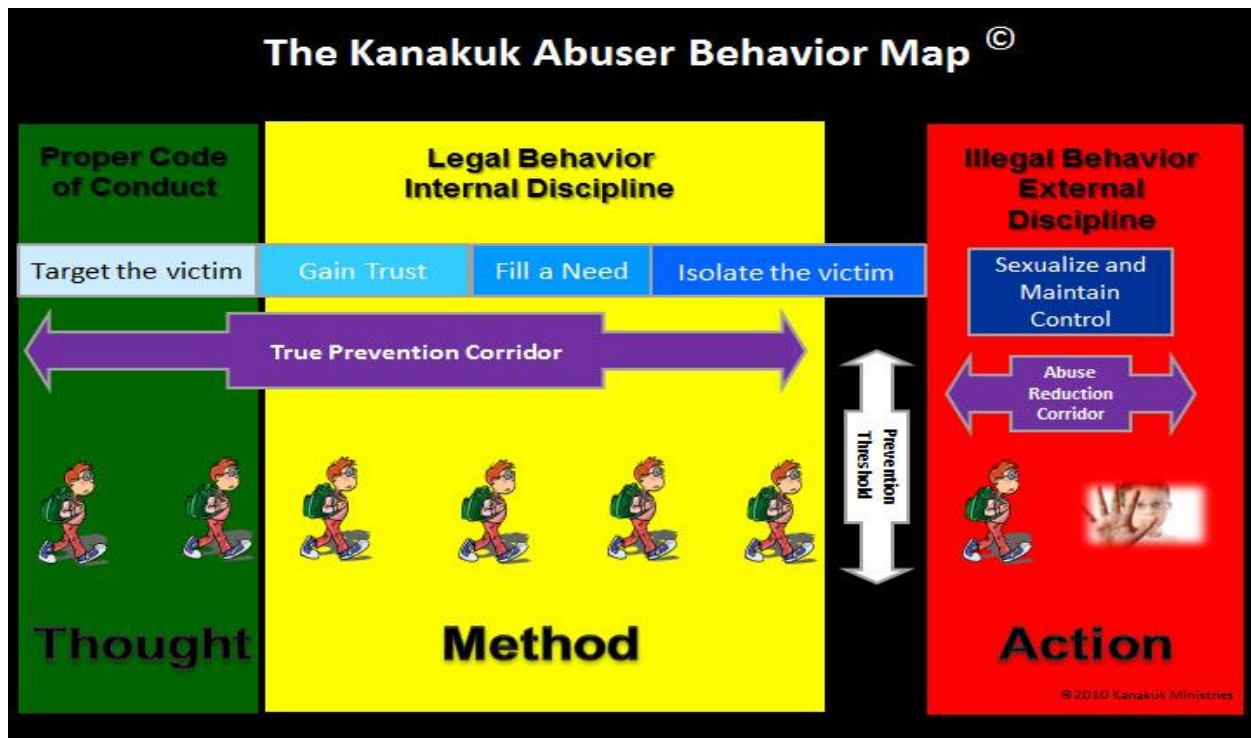 The Kanakuk Abuser Behavior Map ©
Proper Code
of Conduct
Legal Behavior
Internal Discipline
Illegal Behavior
External
Discipline
Target the victim
Gain Trust
Fill a Need
Isolate the victim
Sexualize and
Maintain
Control
True Prevention Corridor
Prevention
Threshold
Abuse
Reduction
Corridor
Thought
Method
Action
©2010 Kanakuk Ministries